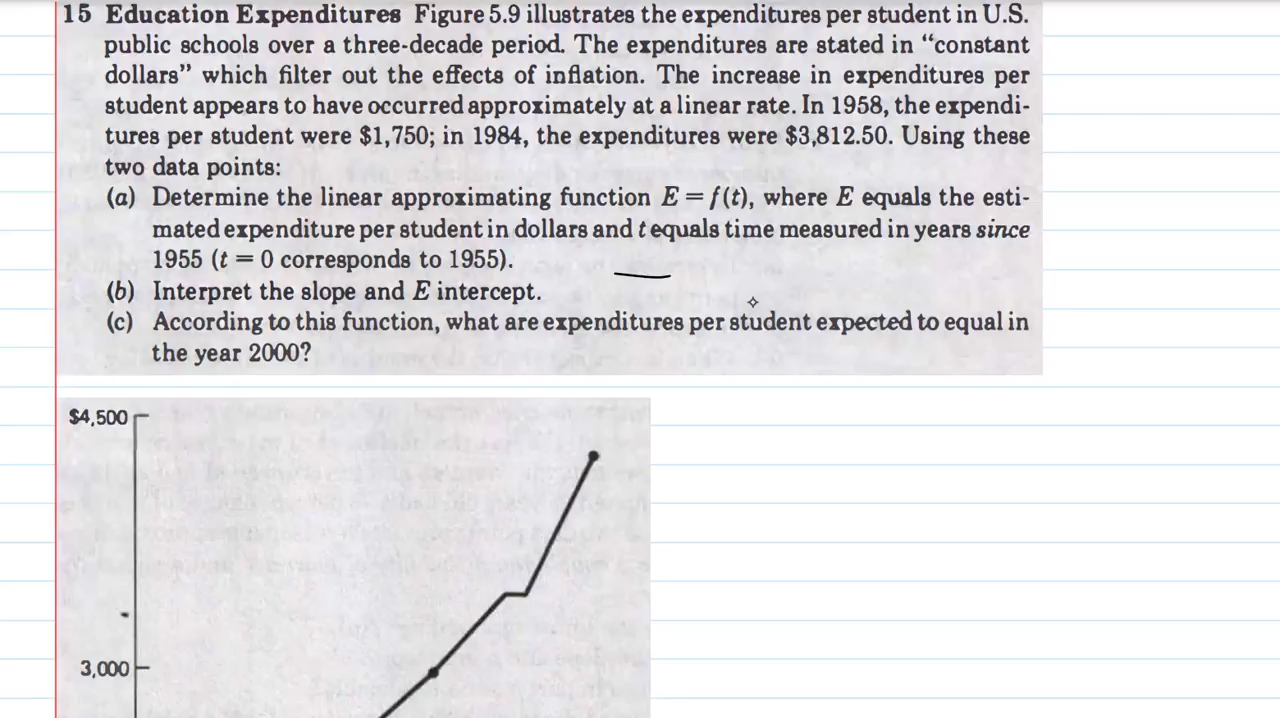 15 Education Expenditures Figure 5.9 illustrates the expenditures per student in U.S.
public schools over a three-decade period. The expenditures are stated in “constant
dollars” which filter out the effects of inflation. The increase in expenditures per
student appears to have occurred approximately at a linear rate. In 1958, the expendi-
tures per student were $1,750; in 1984, the expenditures were $3,812.50. Using these
two data points:
(a) Determine the linear approximating function E = f(t), where E equals the esti-
mated expenditure per student in dollars and t equals time measured in years since
1955 (t = 0 corresponds to 1955).
(b) Interpret the slope and E intercept.
(c) According to this function, what are expenditures per student expected to equal in
the year 2000?
$4,500
3,000